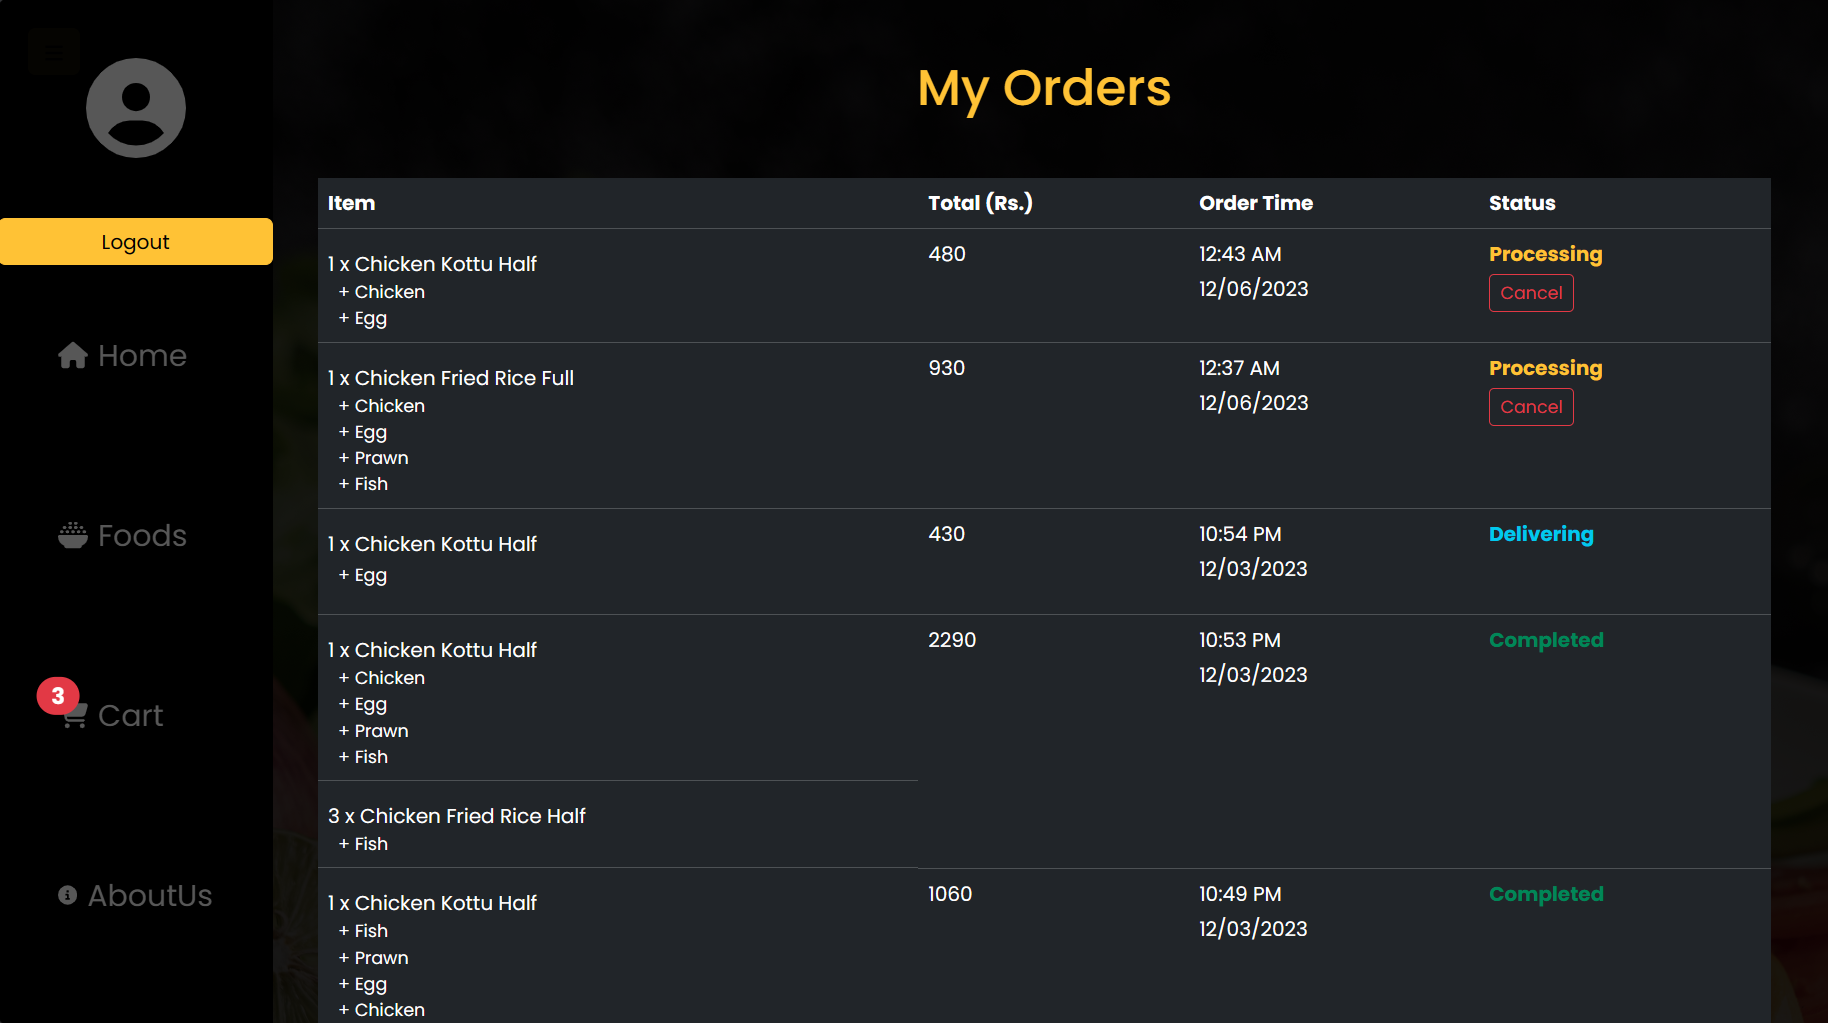 My Orders
Logout
Home
Foods
3
Cart
AboutUs
Item Total (Rs.) Order Time Status
1 x Chicken Kottu Half 480 12:43 AM Processing
+ Chicken 12/06/2023 Cancel
+ Egg
1 x Chicken Fried Rice Full 930 12:37 AM Processing
+ Chicken 12/06/2023 Cancel
+ Egg
+ Prawn
+ Fish
1 x Chicken Kottu Half 430 10:54 PM Delivering
+ Egg 12/03/2023
1 x Chicken Kottu Half 2290 10:53 PM Completed
+ Chicken 12/03/2023
+ Egg
+ Prawn
+ Fish
3 x Chicken Fried Rice Half
+ Fish
1 x Chicken Kottu Half 1060 10:49 PM Completed
+ Fish 12/03/2023
+ Prawn
+ Egg
+ Chicken